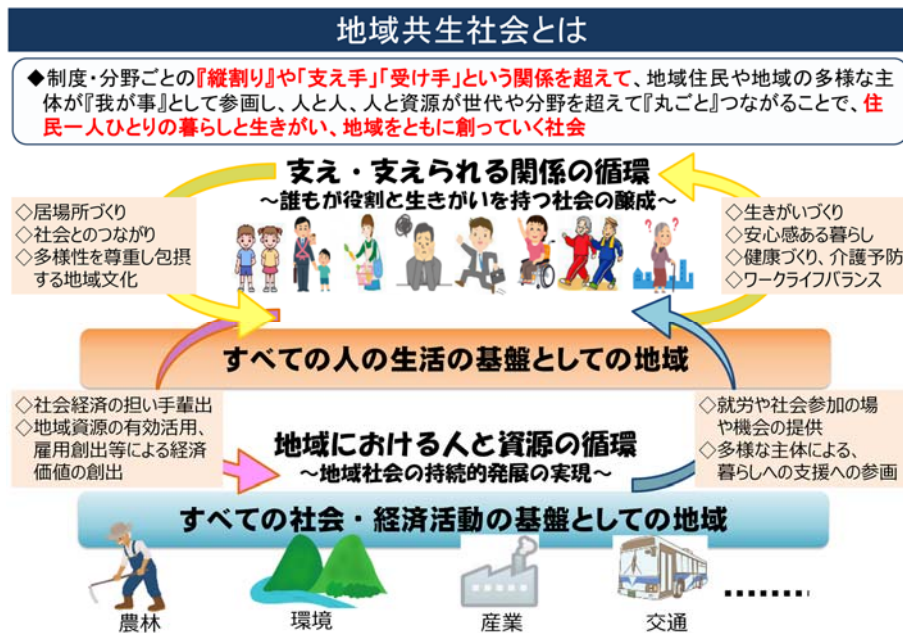 地域共生社会とは
◆制度・分野ごとの『縦割り』や「支え手」「受け手」という関係を超えて、地域住民や地域の多様な主
体が『我が事』として参画し、人と人、人と資源が世代や分野を超えて『丸ごと』つながることで、住
民一人ひとりの暮らしと生きがい、地域をともに創っていく社会
支え・支えられる関係の循環
~誰もが役割と生きがいを持つ社会の醸成~
◇居場所づくり
◇社会とのつながり
◇多様性を尊重し包摂
する地域文化
◇生きがいづくり
◇安心感ある暮らし
◇健康づくり、介護予防
◇ワークライフバランス
? ?
すべての人の生活の基盤としての地域
◇社会経済の担い手輩出
◇地域資源の有効活用、
雇用創出等による経済
価値の創出
地域における人と資源の循環
~地域社会の持続的発展の実現~
◇就労や社会参加の場
や機会の提供
◇多様な主体による、
暮らしへの支援への参画
すべての社会・経済活動の基盤としての地域
農林
環境
産業
交通